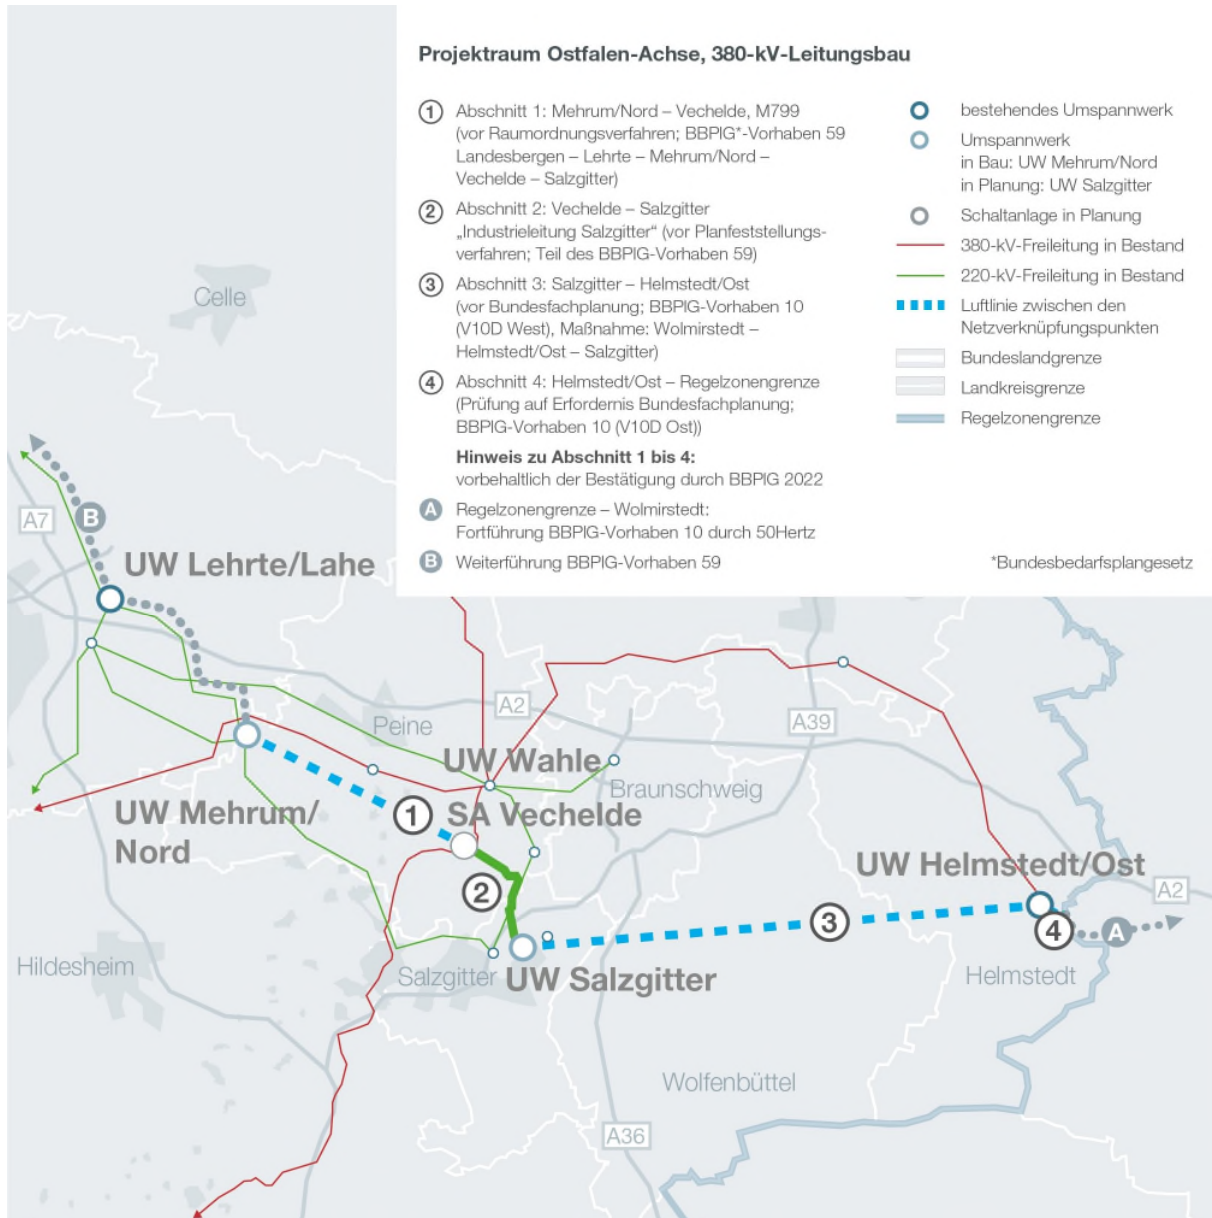 Projektraum Ostfalen-Achse, 380-kV-Leitungsbau
1 Abschnitt 1: Mehrum/Nord – Vechelde, M799
(vor Raumordnungsverfahren; BBPlG*-Vorhaben 59
Landesbergen – Lehrte – Mehrum/Nord –
Vechelde – Salzgitter)
2 Abschnitt 2: Vechelde – Salzgitter
„Industrieleitung Salzgitter“ (vor Planfeststellungs-
verfahren; Teil des BBPlG-Vorhaben 59)
3 Abschnitt 3: Salzgitter – Helmstedt/Ost
(vor Bundesfachplanung; BBPlG-Vorhaben 10
(V10D West), Maßnahme: Wolmirstedt –
Helmstedt/Ost – Salzgitter)
4 Abschnitt 4: Helmstedt/Ost – Regelzonengrenze
(Prüfung auf Erfordernis Bundesfachplanung;
BBPlG-Vorhaben 10 (V10D Ost))
Hinweis zu Abschnitt 1 bis 4:
vorbehaltlich der Bestätigung durch BBPlG 2022
A Regelzonengrenze – Wolmirstedt:
Fortführung BBPlG-Vorhaben 10 durch 50Hertz
B Weiterführung BBPlG-Vorhaben 59
bestehendes Umspannwerk
Umspannwerk
in Bau: UW Mehrum/Nord
in Planung: UW Salzgitter
Schaltanlage in Planung
380-kV-Freileitung in Bestand
220-kV-Freileitung in Bestand
Luftlinie zwischen den
Netzverknüpfungspunkten
Bundeslandgrenze
Landkreisgrenze
Regelzonengrenze
*Bundesbedarfsplangesetz
Celle
A7
B
UW Lehrte/Lahe
A2
Peine
A39
UW Wahle
Braunschweig
UW Mehrum/
Nord
1
SA Vechelde
2
UW Helmstedt/Ost
A2
3
4
A
Hildesheim
Salzgitter
UW Salzgitter
Helmstedt
Wolfenbüttel
A36